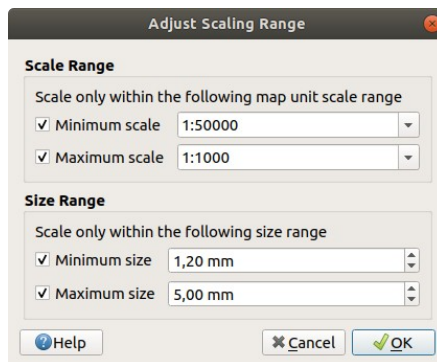 Adjust Scaling Range
Scale Range
Scale only within the following map unit scale range
Minimum scale 1:50000
Maximum scale 1:1000
Size Range
Scale only within the following size range
Minimum size 1,20 mm
Maximum size 5,00 mm
Help Cancel OK